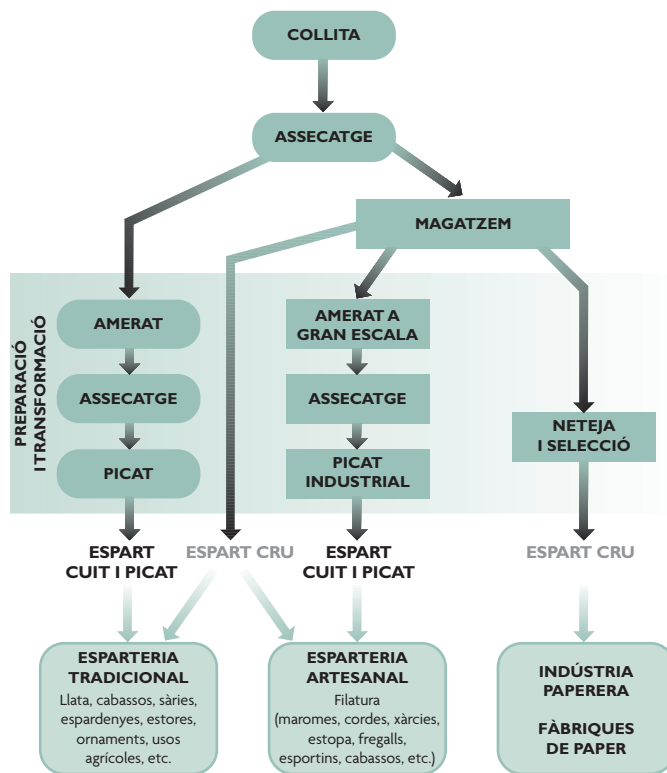 COLLITA
ASSECATGE
MAGATZEM
PREPARACIÓ
I TRANSFORMACIÓ
AMERAT
ASSECATGE
PICAT
AMERAT A
GRAN ESCALA
ASSECATGE
PICAT
INDUSTRIAL
NETEJA
I SELECCIÓ
ESPART
CUIT I PICAT
ESPART CRU
ESPART
CUIT I PICAT
ESPART CRU
ESPARTERIA
TRADICIONAL
Llata, cabassos, sàries,
espardenyes, estores,
ornaments, usos
agrícoles, etc.
ESPARTERIA
ARTESANAL
Filatura
(maromes, cordes, xàrcies,
estopa, fregalls,
esportins, cabassos, etc.)
INDÚSTRIA
PAPERERA
FÀBRIQUES
DE PAPER